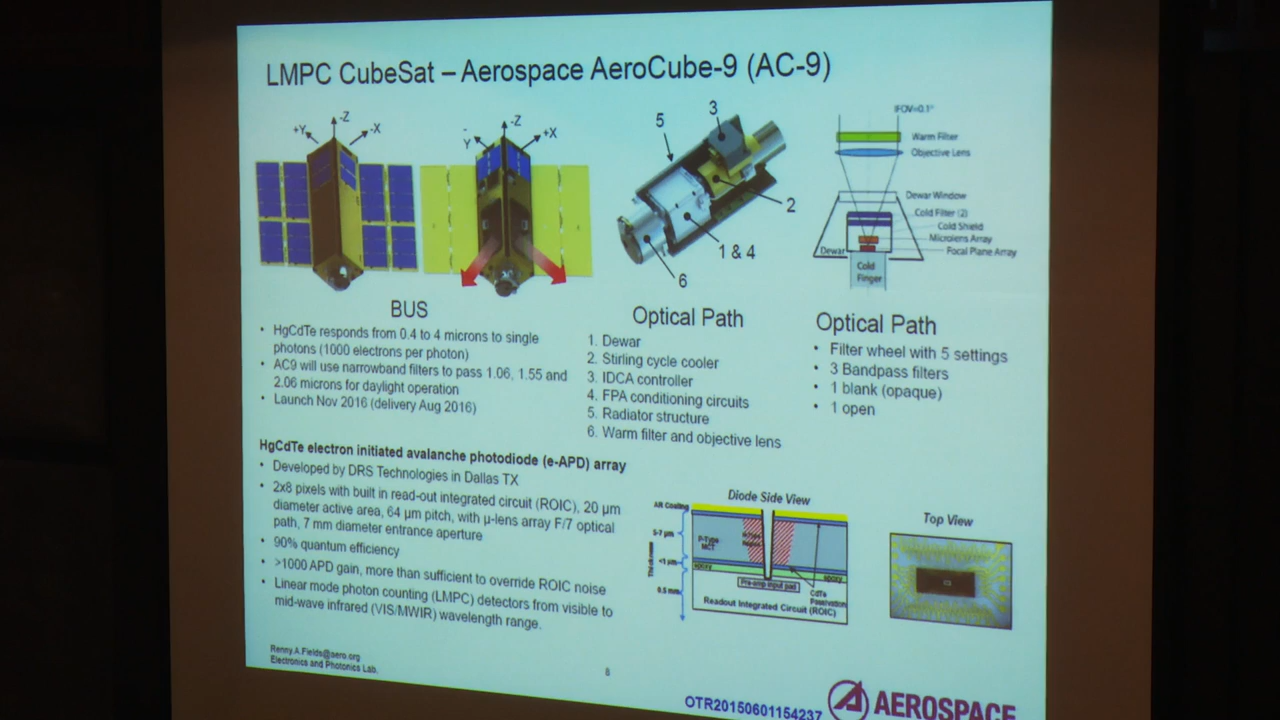 LMPC CubeSat – Aerospace AeroCube-9 (AC-9)
-Z
+Y
-X
-Z
-
Y
+X
5
3
2
1 & 4
6
IFOV=0.1°
Warm Filter
Objective Lens
Dewar Window
Cold Filter (2)
Cold Shield
Microlens Array
Focal Plane Array
Dewar
Cold
Finger
BUS
• HgCdTe responds from 0.4 to 4 microns to single
photons (1000 electrons per photon)
• AC9 will use narrowband filters to pass 1.06, 1.55 and
2.06 microns for daylight operation
• Launch Nov 2016 (delivery Aug 2016)
Optical Path
1. Dewar
2. Stirling cycle cooler
3. IDCA controller
4. FPA conditioning circuits
5. Radiator structure
6. Warm filter and objective lens
Optical Path
• Filter wheel with 5 settings
• 3 Bandpass filters
• 1 blank (opaque)
• 1 open
HgCdTe electron initiated avalanche photodiode (e-APD) array
• Developed by DRS Technologies in Dallas TX
• 2x8 pixels with built in read-out integrated circuit (ROIC), 20 µm
diameter active area, 64 µm pitch, with µ-lens array F/7 optical
path, 7 mm diameter entrance aperture
• 90% quantum efficiency
• >1000 APD gain, more than sufficient to override ROIC noise
• Linear mode photon counting (LMPC) detectors from visible to
mid-wave infrared (VIS/MWIR) wavelength range.
Diode Side View
AR Coating
5-7 µm
P-Type
MCT
Thickness
<1 µm
epoxy
epoxy
Pre-amp input pad
0.5 mm
CdTe
Passivation
Readout Integrated Circuit (ROIC)
Top View
Renny.A.Fields@aero.org
Electronics and Photonics Lab.
8
OTR20150601154237
AEROSPACE